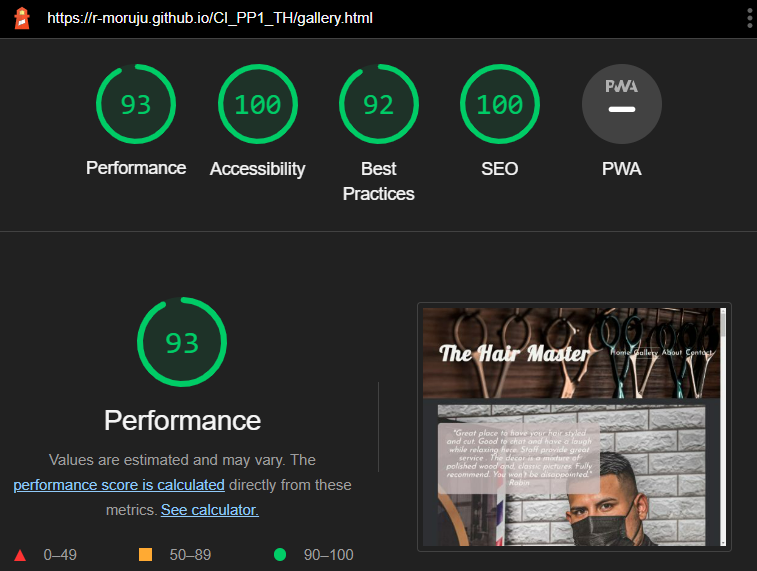 https://r-moruju.github.io/CI_PP1_TH/gallery.html
93
100
92
100
PWA
Performance
Accessibility
Best
Practices
SEO
PWA
93
Performance
Values are estimated and may vary. The
performance score is calculated directly from these
metrics. See calculator.
0–49
50–89
90–100
The Hair Master
Home Gallery About Contact
"Great place to have your hair styled
and cut. Good to chat and have a laugh
while relaxing here. Staff provide great
service . The decor is a mixture of
polished wood and, classic pictures. Fully
recommend. You won't be disappointed."
Robin